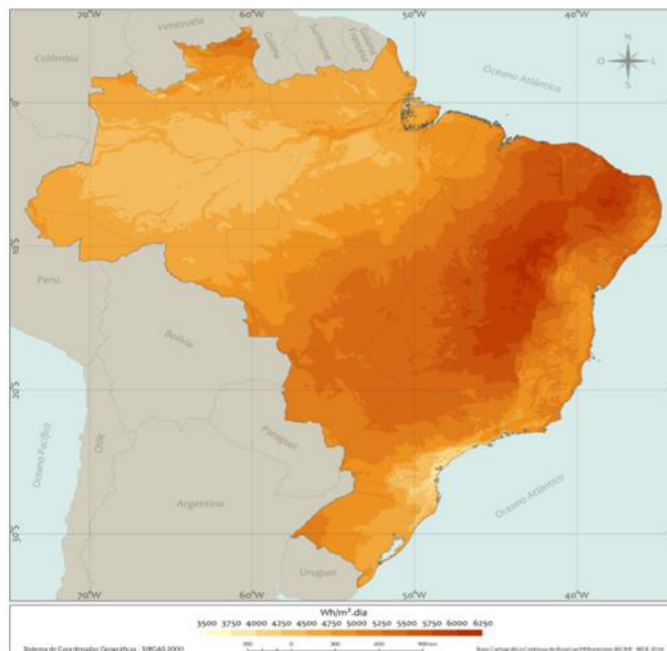 70°W 60°W 50°W 40°W
Venezuela
Guiana
Suriname
Guiana
Francesa
Colômbia
Oceano Atlântico
N
O L
S
0°
10°S
Peru
Bolívia
20°S
Oceano Pacífico
Chile
Paraguai
Argentina
Oceano Atlântico
30°S
Uruguai
70°W 60°W 50°W 40°W
Wh/m².dia
3500 3750 4000 4250 4500 4750 5000 5250 5500 5750 6000 6250
Sistema de Coordenadas Geográficas - SIRGAS 2000